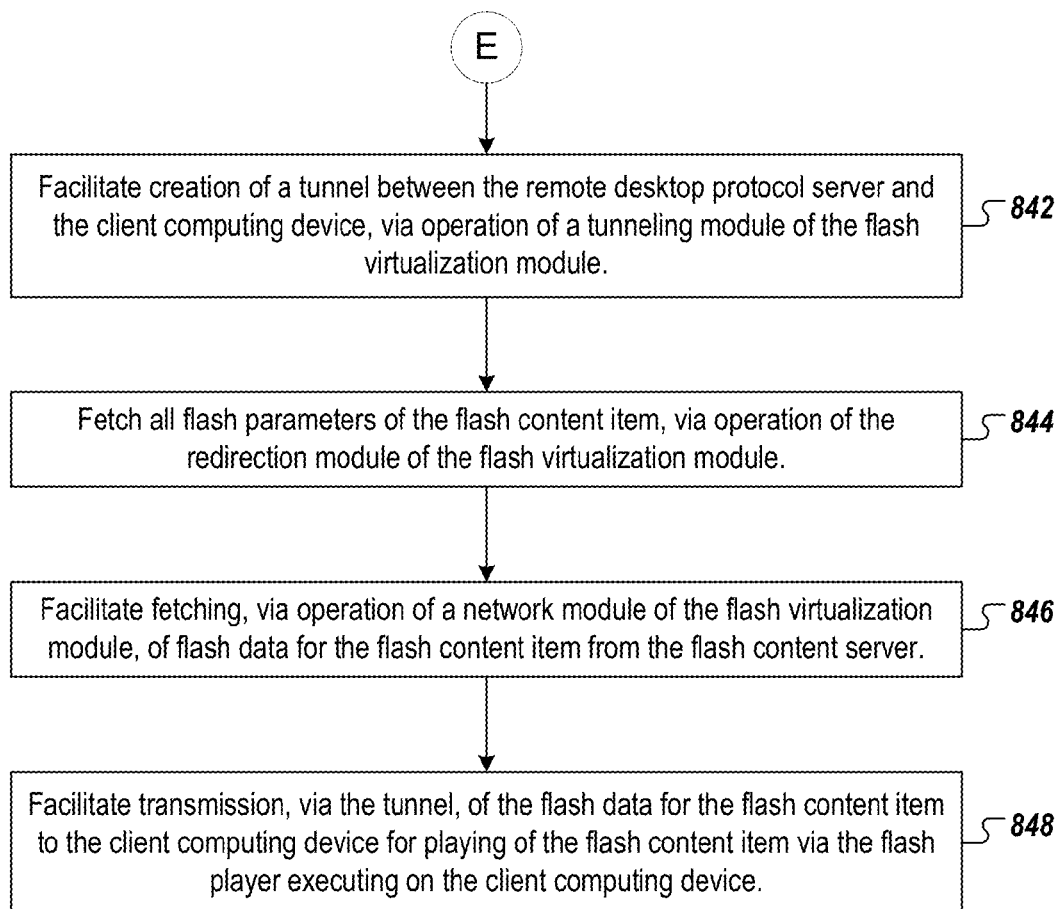 E
Facilitate creation of a tunnel between the remote desktop protocol server and
the client computing device, via operation of a tunneling module of the flash
virtualization module.
842
Fetch all flash parameters of the flash content item, via operation of the
redirection module of the flash virtualization module.
844
Facilitate fetching, via operation of a network module of the flash virtualization
module, of flash data for the flash content item from the flash content server.
846
Facilitate transmission, via the tunnel, of the flash data for the flash content item
to the client computing device for playing of the flash content item via the flash
player executing on the client computing device.
848